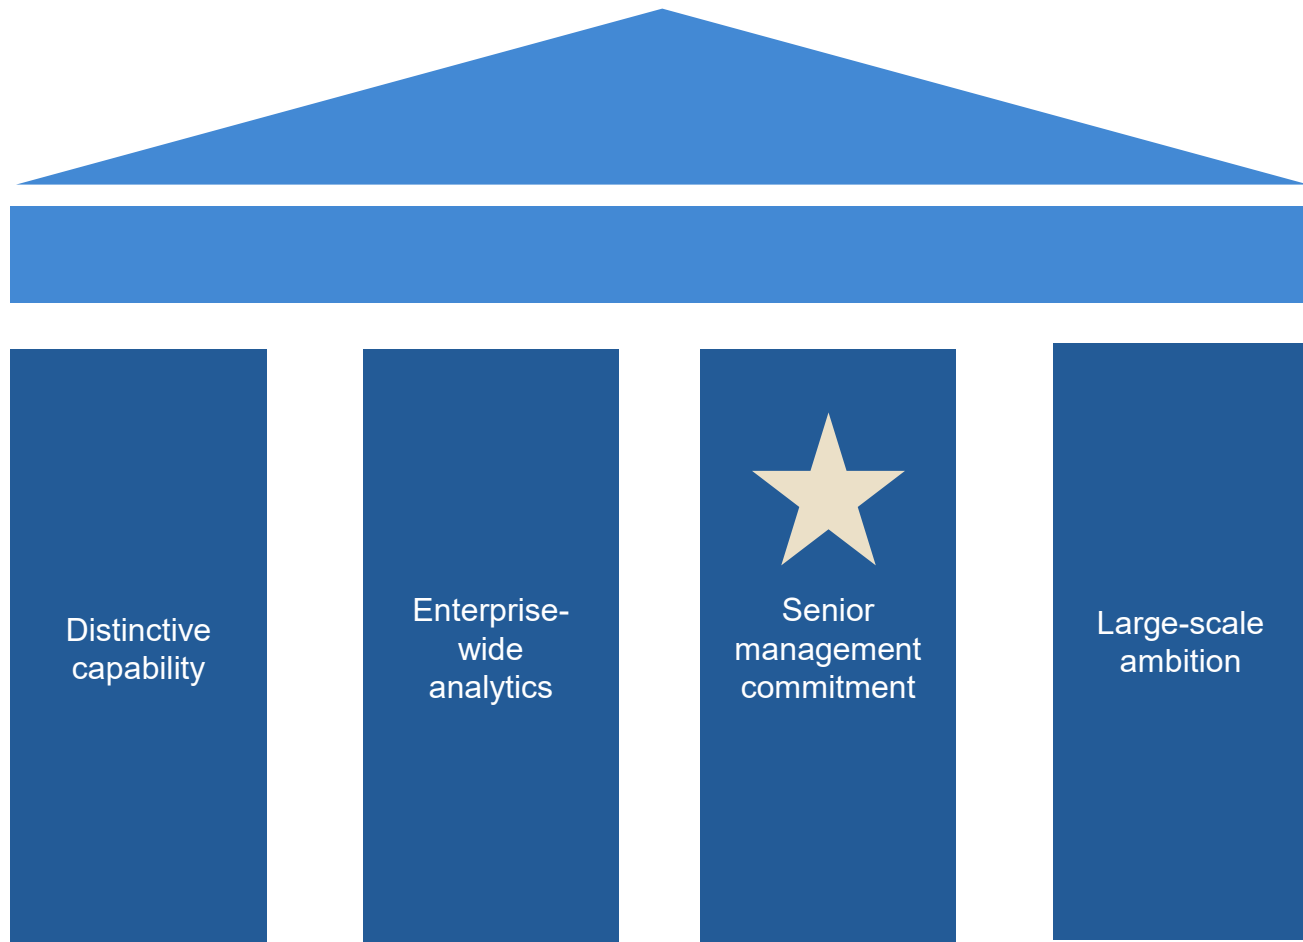 Distinctive
capability
Enterprise-
wide
analytics
Senior
management
commitment
Large-scale
ambition